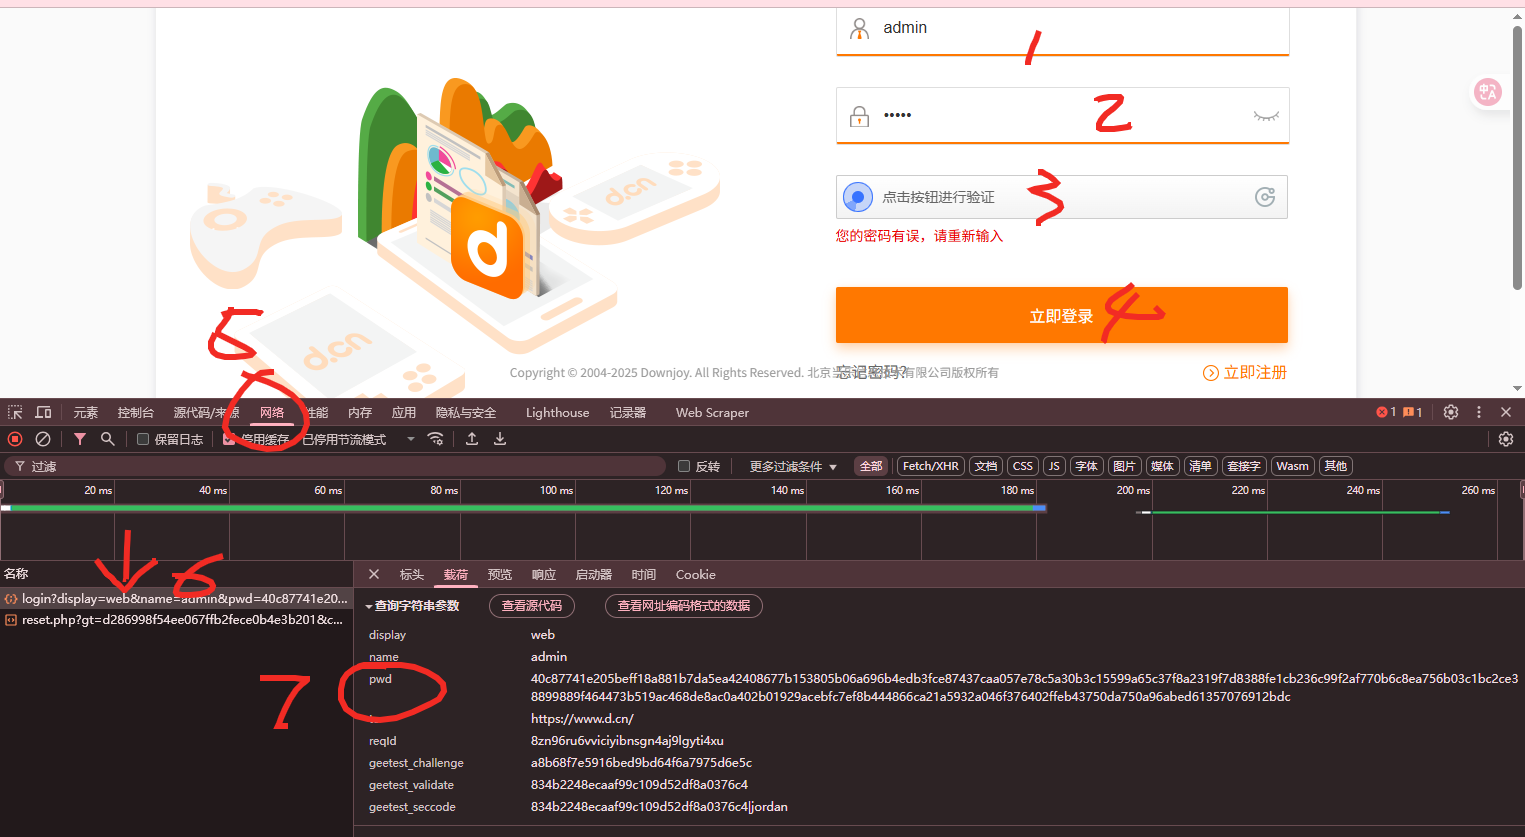 admin
1
•••••
2
点击按钮进行验证
3
您的密码有误，请重新输入
立即登录
4
5
忘记密码?
立即注册
Copyright © 2004-2025 Downjoy. All Rights Reserved. 北京 有限公司版权所有
d.cn
d
d.cn
元素 控制台 源代码/来源 网络 性能 内存 应用 隐私与安全 Lighthouse 记录器 Web Scraper 1 1
保留日志 停用缓存 已停用节流模式
过滤 反转 更多过滤条件 全部 Fetch/XHR 文档 CSS JS 字体 图片 媒体 清单 套接字 Wasm 其他
20 ms 40 ms 60 ms 80 ms 100 ms 120 ms 140 ms 160 ms 180 ms 200 ms 220 ms 240 ms 260 ms
名称
6
login?display=web&name=admin&pwd=40c87741e20...
reset.php?gt=d286998f54ee067ffb2fece0b4e3b201&c...
7
标头 载荷 预览 响应 启动器 时间 Cookie
查询字符串参数 查看源代码 查看网址编码格式的数据
display web
name admin
pwd 40c87741e205beff18a881b7da5ea42408677b153805b06a696b4edb3fce87437caa057e78c5a30b3c15599a65c37f8a2319f7d8388fe1cb236c99f2af770b6c8ea756b03c1bc2ce3
8899889f464473b519ac468de8ac0a402b01929acebfc7ef8b444866ca21a5932a046f376402ffeb43750da750a96abed61357076912bdc
https://www.d.cn/
reqId 8zn96ru6vviciyibnsgn4aj9lgyti4xu
geetest_challenge a8b68f7e5916bed9bd64f6a7975d6e5c
geetest_validate 834b2248ecaaf99c109d52df8a0376c4
geetest_seccode 834b2248ecaaf99c109d52df8a0376c4|jordan